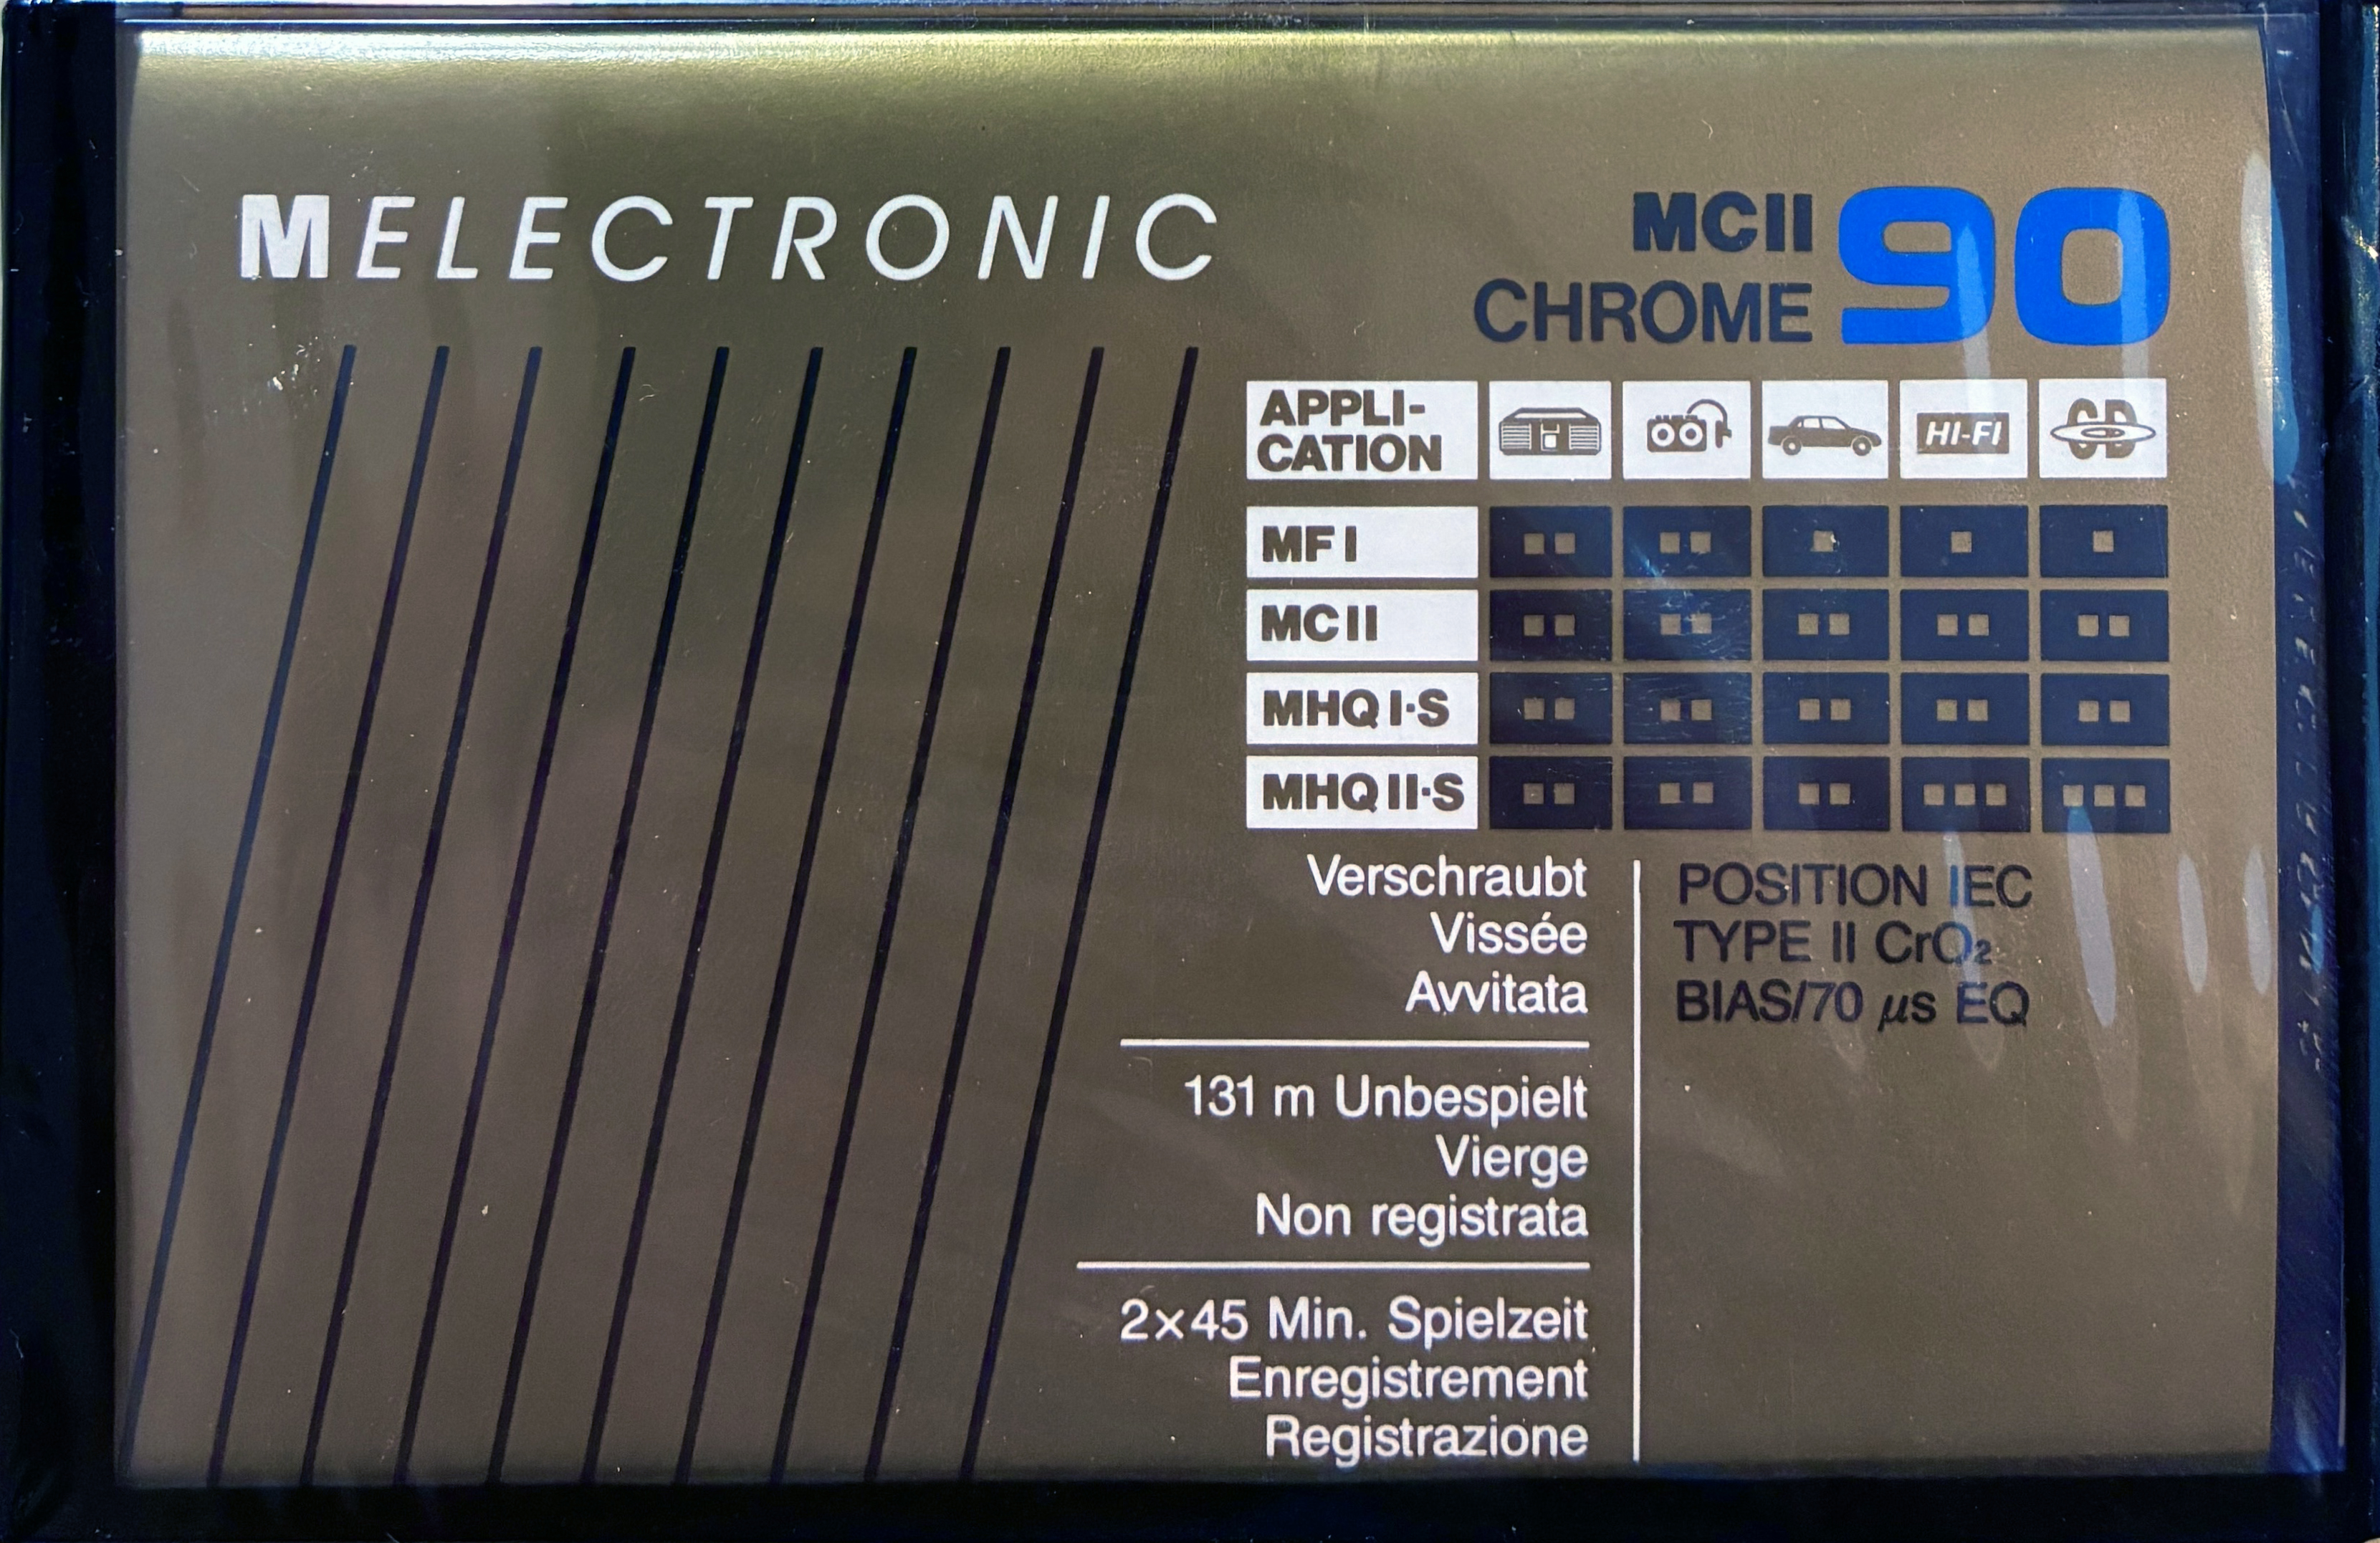 MELECTRONIC
MCII 90
CHROME
APPLI-
CATION
HI-FI
CD
MF I
MC II
MHQ I·S
MHQ II·S
Verschraubt
Vissée
Avvitata
131 m Unbespielt
Vierge
Non registrata
2×45 Min. Spielzeit
Enregistrement
Registrazione
POSITION IEC
TYPE II CrO₂
BIAS/70 µs EQ